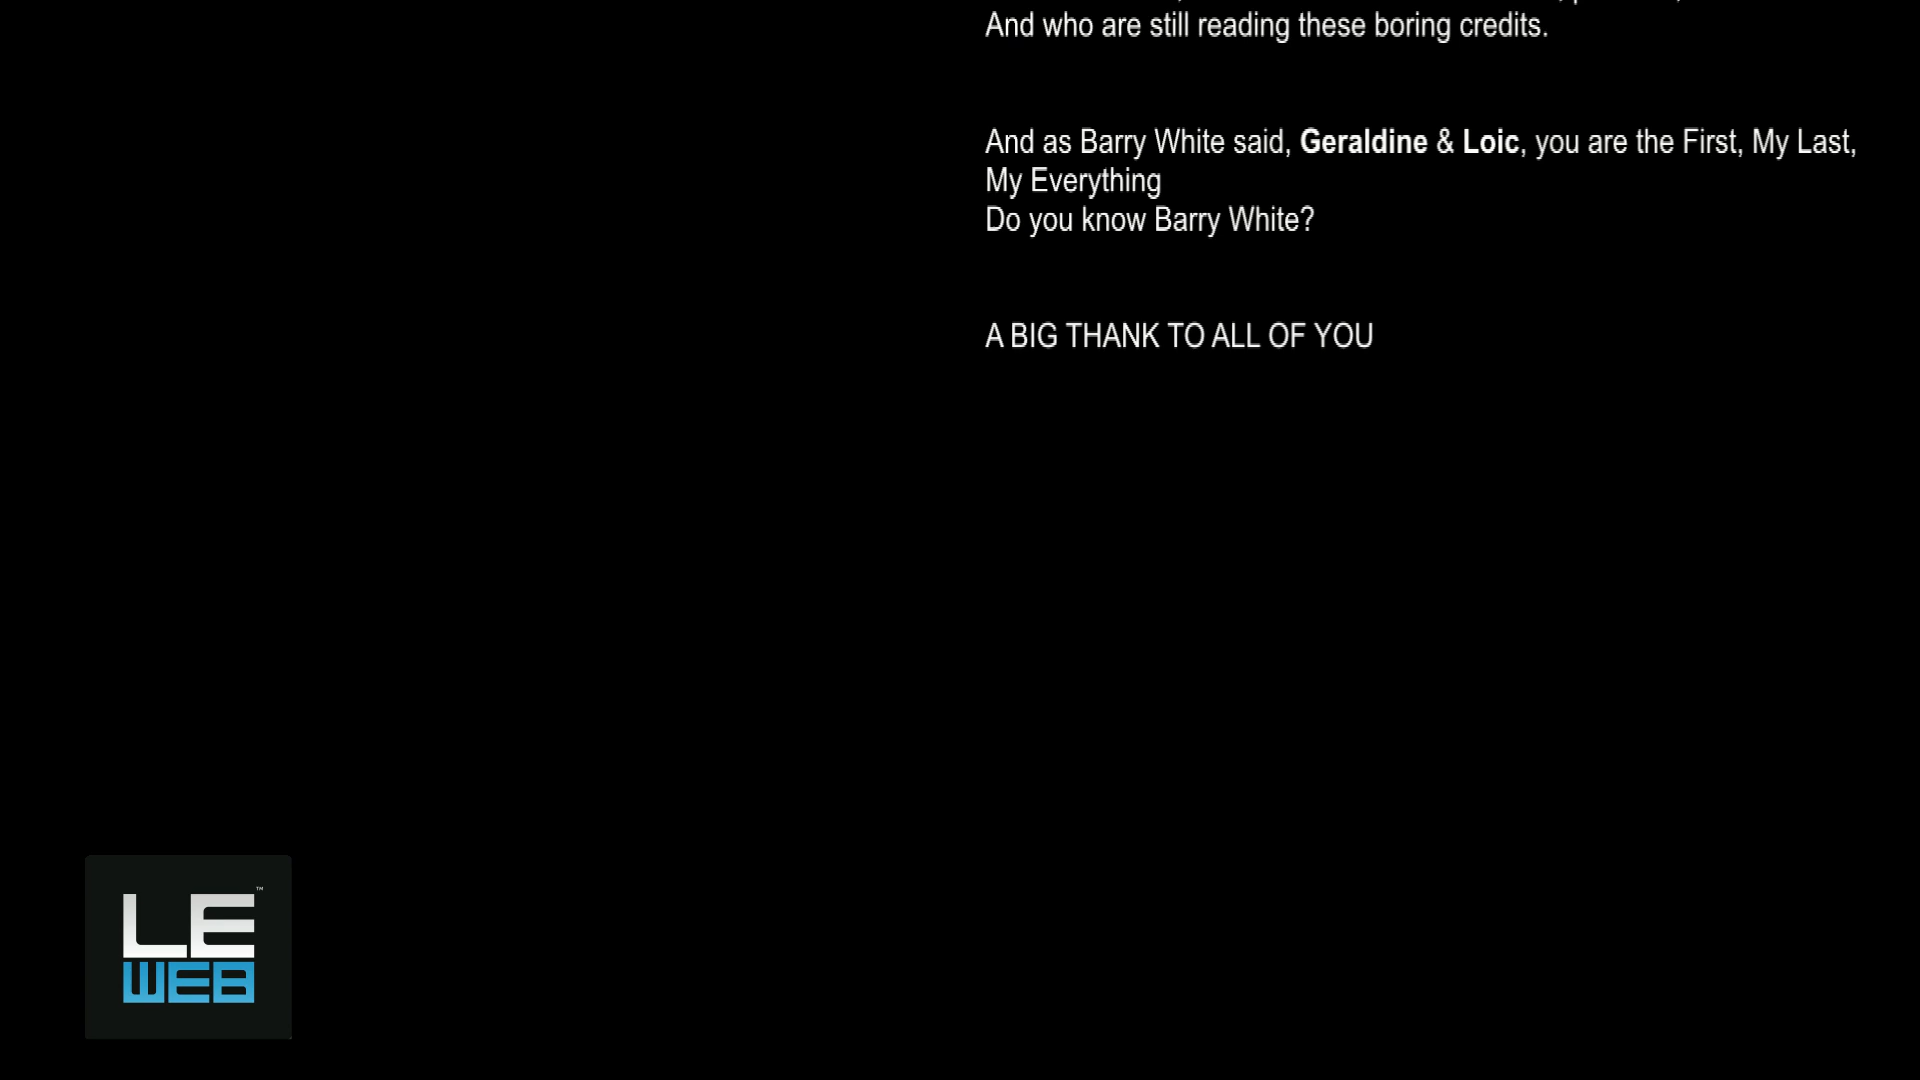 And who are still reading these boring credits.
And as Barry White said, Geraldine & Loic, you are the First, My Last,
My Everything
Do you know Barry White?
A BIG THANK TO ALL OF YOU
LE™
WEB